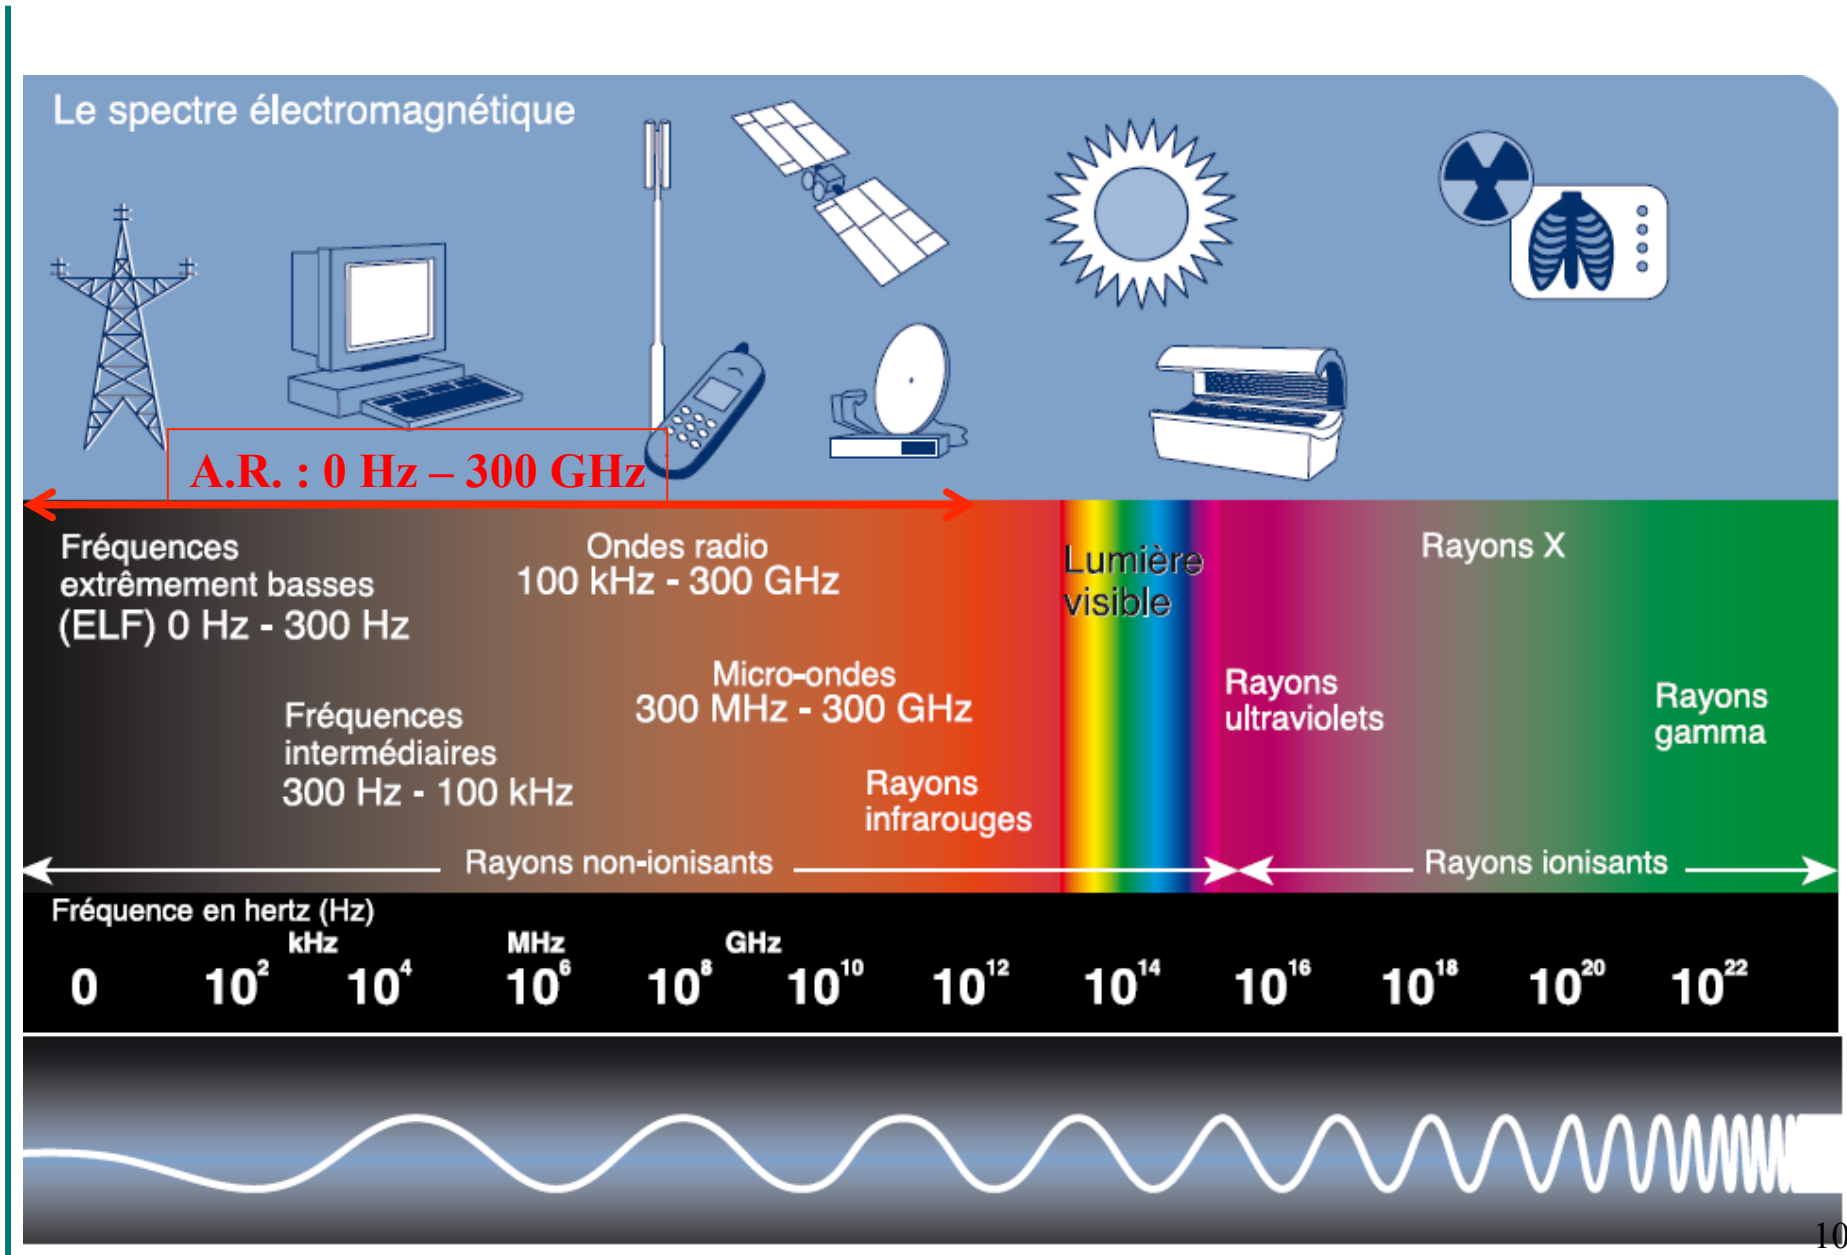 Le spectre électromagnétique
A.R. : 0 Hz – 300 GHz
Fréquences
extrêmement basses
(ELF) 0 Hz - 300 Hz
Ondes radio
100 kHz - 300 GHz
Lumière
visible
Rayons X
Micro-ondes
300 MHz - 300 GHz
Rayons
ultraviolets
Rayons
gamma
Fréquences
intermédiaires
300 Hz - 100 kHz
Rayons
infrarouges
Rayons non-ionisants
Rayons ionisants
Fréquence en hertz (Hz)
kHz MHz GHz
0 10² 10⁴ 10⁶ 10⁸ 10¹⁰ 10¹² 10¹⁴ 10¹⁶ 10¹⁸ 10²⁰ 10²²
10